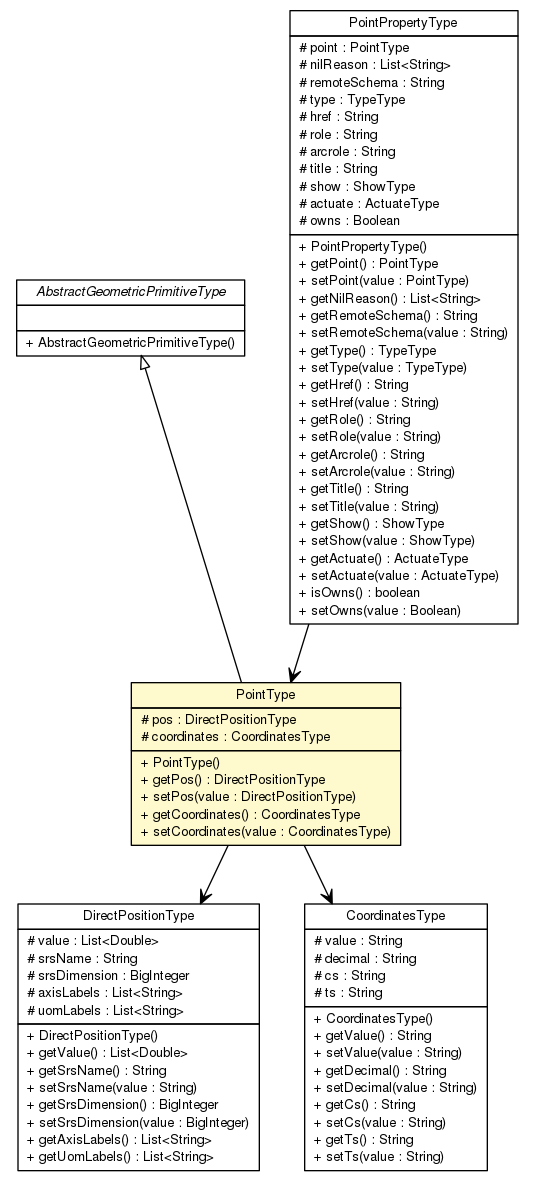 PointPropertyType
# point : PointType
# nilReason : List<String>
# remoteSchema : String
# type : TypeType
# href : String
# role : String
# arcrole : String
# title : String
# show : ShowType
# actuate : ActuateType
# owns : Boolean
+ PointPropertyType()
+ getPoint() : PointType
+ setPoint(value : PointType)
+ getNilReason() : List<String>
+ getRemoteSchema() : String
+ setRemoteSchema(value : String)
+ getType() : TypeType
+ setType(value : TypeType)
+ getHref() : String
+ setHref(value : String)
+ getRole() : String
+ setRole(value : String)
+ getArcrole() : String
+ setArcrole(value : String)
+ getTitle() : String
+ setTitle(value : String)
+ getShow() : ShowType
+ setShow(value : ShowType)
+ getActuate() : ActuateType
+ setActuate(value : ActuateType)
+ isOwns() : boolean
+ setOwns(value : Boolean)
AbstractGeometricPrimitiveType
+ AbstractGeometricPrimitiveType()
PointType
# pos : DirectPositionType
# coordinates : CoordinatesType
+ PointType()
+ getPos() : DirectPositionType
+ setPos(value : DirectPositionType)
+ getCoordinates() : CoordinatesType
+ setCoordinates(value : CoordinatesType)
DirectPositionType
# value : List<Double>
# srsName : String
# srsDimension : BigInteger
# axisLabels : List<String>
# uomLabels : List<String>
+ DirectPositionType()
+ getValue() : List<Double>
+ getSrsName() : String
+ setSrsName(value : String)
+ getSrsDimension() : BigInteger
+ setSrsDimension(value : BigInteger)
+ getAxisLabels() : List<String>
+ getUomLabels() : List<String>
CoordinatesType
# value : String
# decimal : String
# cs : String
# ts : String
+ CoordinatesType()
+ getValue() : String
+ setValue(value : String)
+ getDecimal() : String
+ setDecimal(value : String)
+ getCs() : String
+ setCs(value : String)
+ getTs() : String
+ setTs(value : String)